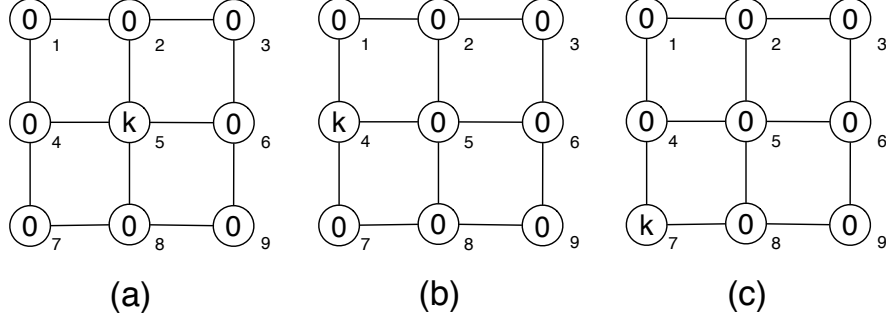 0 0 0 0 0 0 0 0 0
1 2 3 1 2 3 1 2 3
0 k 0 k 0 0 0 0 0
4 5 6 4 5 6 4 5 6
0 0 0 0 0 0 k 0 0
7 8 9 7 8 9 7 8 9
(a) (b) (c)